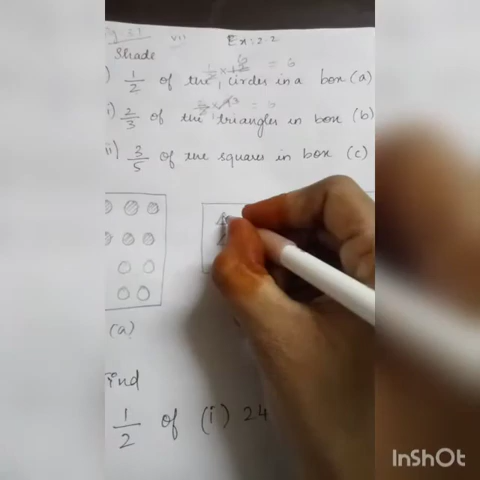 Ex:2.2
Shade
) 1/2 of the circles in a box (a)
i) 2/3 of the triangles in box (b)
ii) 3/5 of the squares in box (c)
(a)
Find
1/2 of (i) 24
InShOt